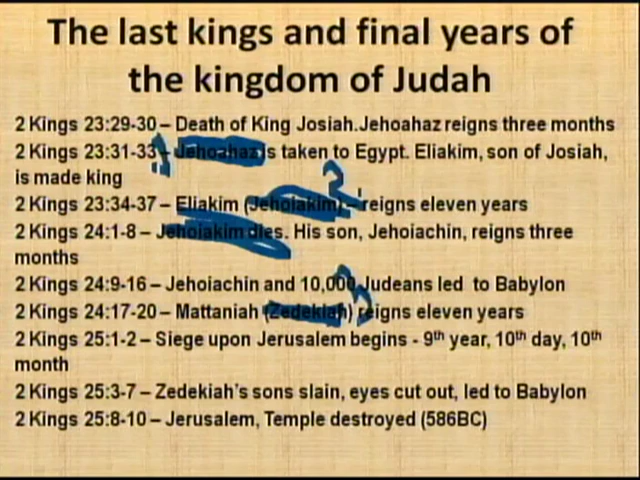 The last kings and final years of
the kingdom of Judah
2 Kings 23:29-30 – Death of King Josiah.Jehoahaz reigns three months
2 Kings 23:31-33 – Jehoahaz is taken to Egypt. Eliakim, son of Josiah,
is made king
2 Kings 23:34-37 – Eliakim (Jehoiakim) – reigns eleven years
2 Kings 24:1-8 – Jehoiakim dies. His son, Jehoiachin, reigns three
months
2 Kings 24:9-16 – Jehoiachin and 10,000 Judeans led to Babylon
2 Kings 24:17-20 – Mattaniah (Zedekiah) reigns eleven years
2 Kings 25:1-2 – Siege upon Jerusalem begins - 9th year, 10th day, 10th
month
2 Kings 25:3-7 – Zedekiah's sons slain, eyes cut out, led to Babylon
2 Kings 25:8-10 – Jerusalem, Temple destroyed (586BC)